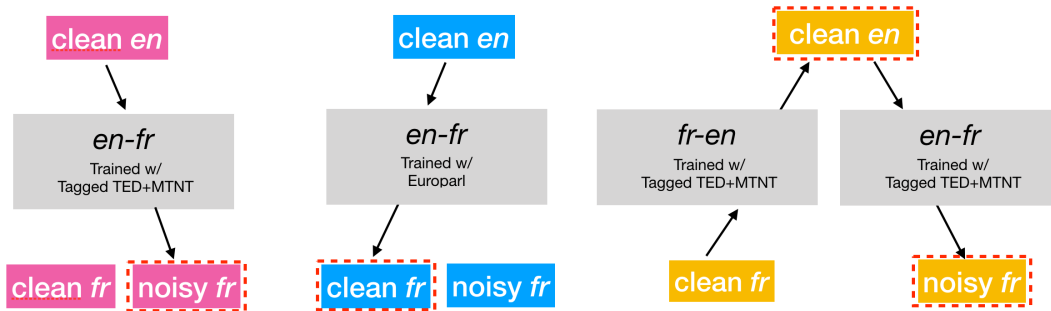 clean en
en-fr
Trained w/
Tagged TED+MTNT
clean fr
noisy fr
clean en
en-fr
Trained w/
Europarl
clean fr
noisy fr
clean en
fr-en
Trained w/
Tagged TED+MTNT
en-fr
Trained w/
Tagged TED+MTNT
clean fr
noisy fr